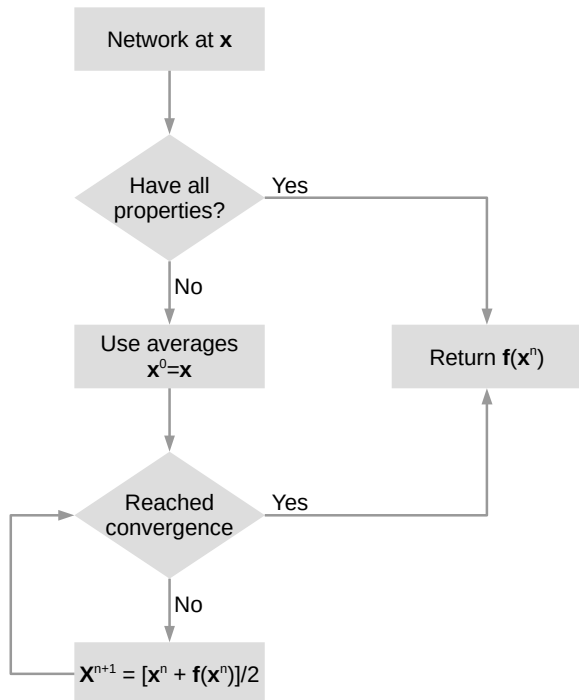 Network at x
Have all
properties?
Yes
No
Use averages
x⁰=x
Return f(xⁿ)
Reached
convergence
Yes
No
Xⁿ⁺¹ = [xⁿ + f(xⁿ)]/2